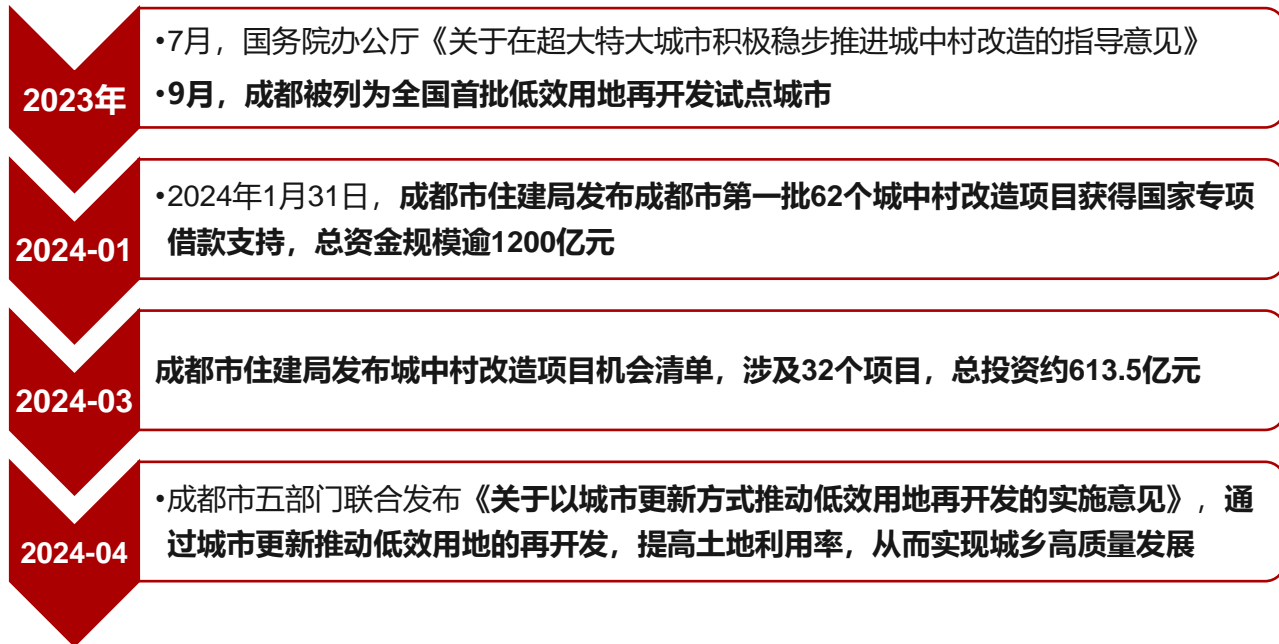 2023年
•7月，国务院办公厅《关于在超大特大城市积极稳步推进城中村改造的指导意见》
•9月，成都被列为全国首批低效用地再开发试点城市
2024-01
•2024年1月31日，成都市住建局发布成都市第一批62个城中村改造项目获得国家专项
借款支持，总资金规模逾1200亿元
2024-03
成都市住建局发布城中村改造项目机会清单，涉及32个项目，总投资约613.5亿元
2024-04
•成都市五部门联合发布《关于以城市更新方式推动低效用地再开发的实施意见》，通
过城市更新推动低效用地的再开发，提高土地利用率，从而实现城乡高质量发展